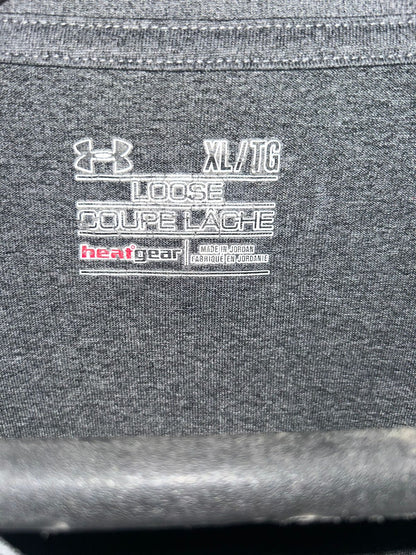 XL/TG
LOOSE
COUPE LÂCHE
heatgear MADE IN JORDAN
FABRIQUÉ EN JORDANIE